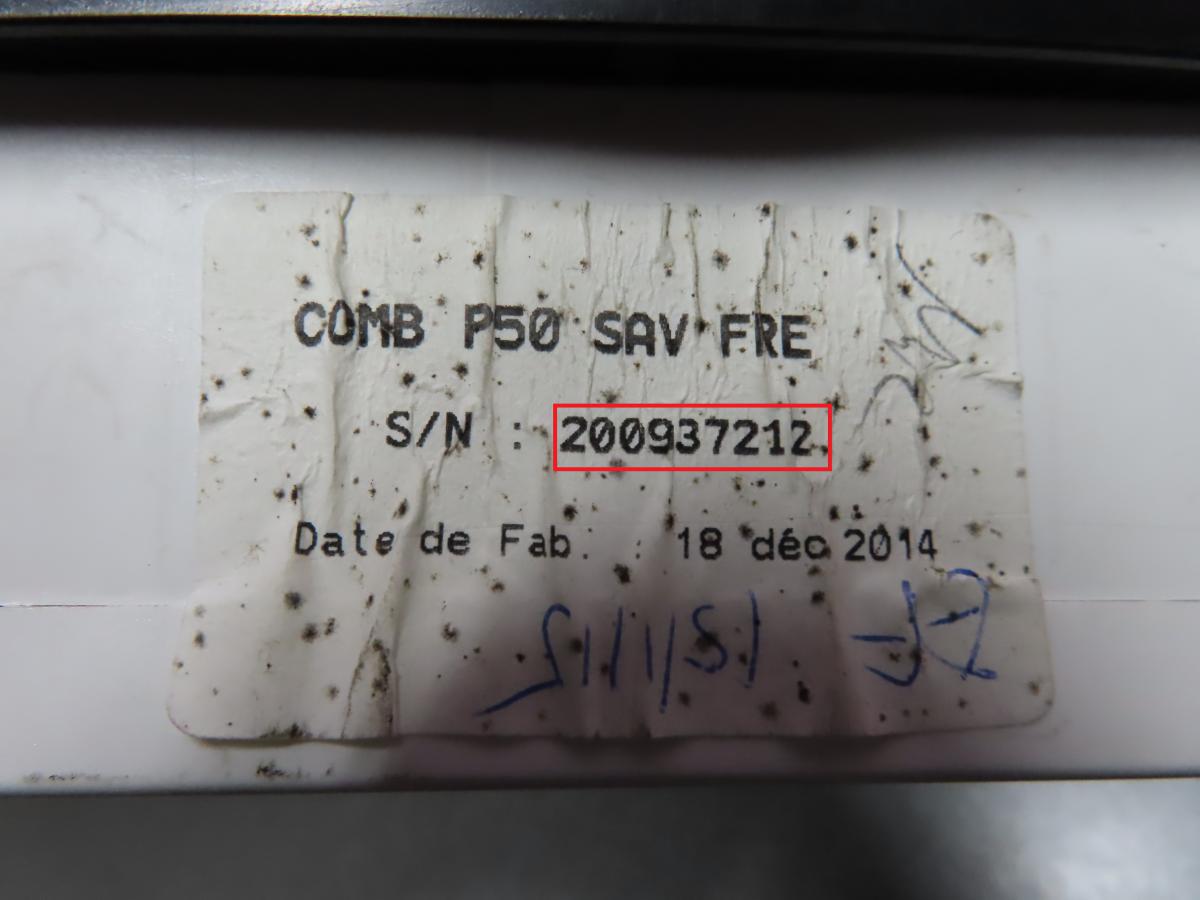 COMB P50 SAV FRE
S/N : 200937212
Date de Fab. : 18 déc 2014